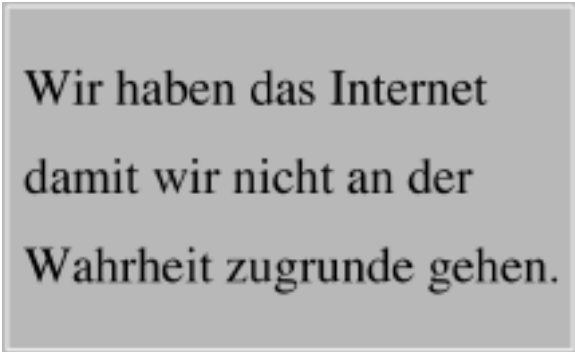 Wir haben das Internet
damit wir nicht an der
Wahrheit zugrunde gehen.